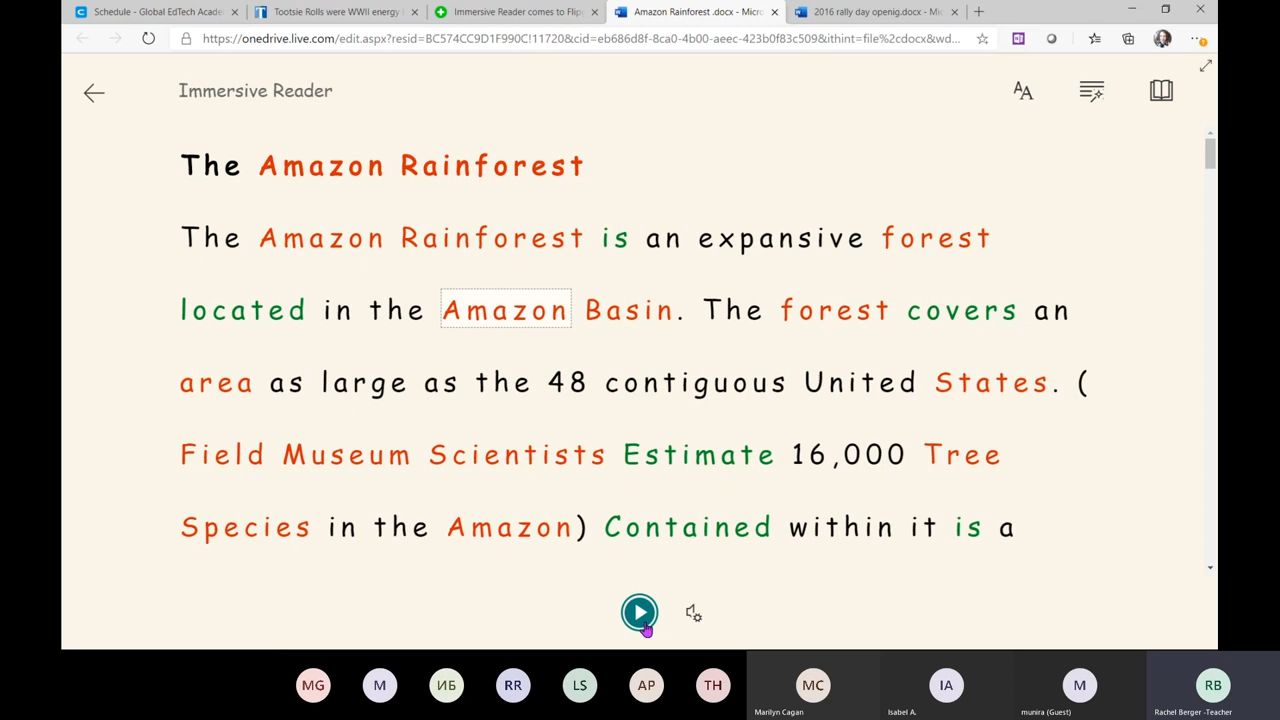 Schedule - Global EdTech Acade
Tootsie Rolls were WWII energy
Immersive Reader comes to Flip
Amazon Rainforest .docx - Micro
2016 rally day openig.docx - Mi
https://onedrive.live.com/edit.aspx?resid=BC574CC9D1F990C!11720&cid=eb686d8f-8ca0-4b00-aeec-423b0f83c509&ithint=file%2cdocx&wd...
Immersive Reader
The Amazon Rainforest
The Amazon Rainforest is an expansive forest
located in the Amazon Basin. The forest covers an
area as large as the 48 contiguous United States. (
Field Museum Scientists Estimate 16,000 Tree
Species in the Amazon) Contained within it is a
MG
M
ИБ
RR
LS
AP
TH
MC
IA
M
RB
Marilyn Cagan
Isabel A.
munira (Guest)
Rachel Berger -Teacher